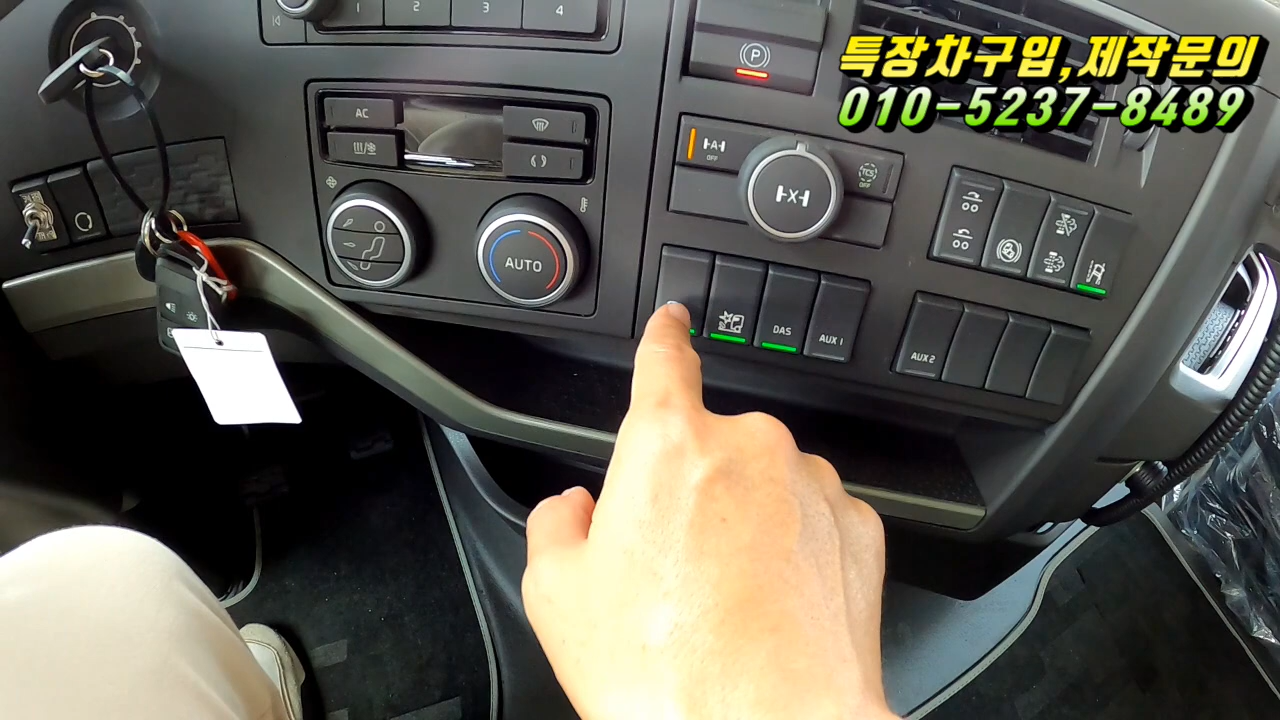 특장차구입,제작문의
010-5237-8489
1 2 3 4
P
AC
A
OFF
TCS
OFF
X
AUTO
DAS
AUX 1
AUX 2